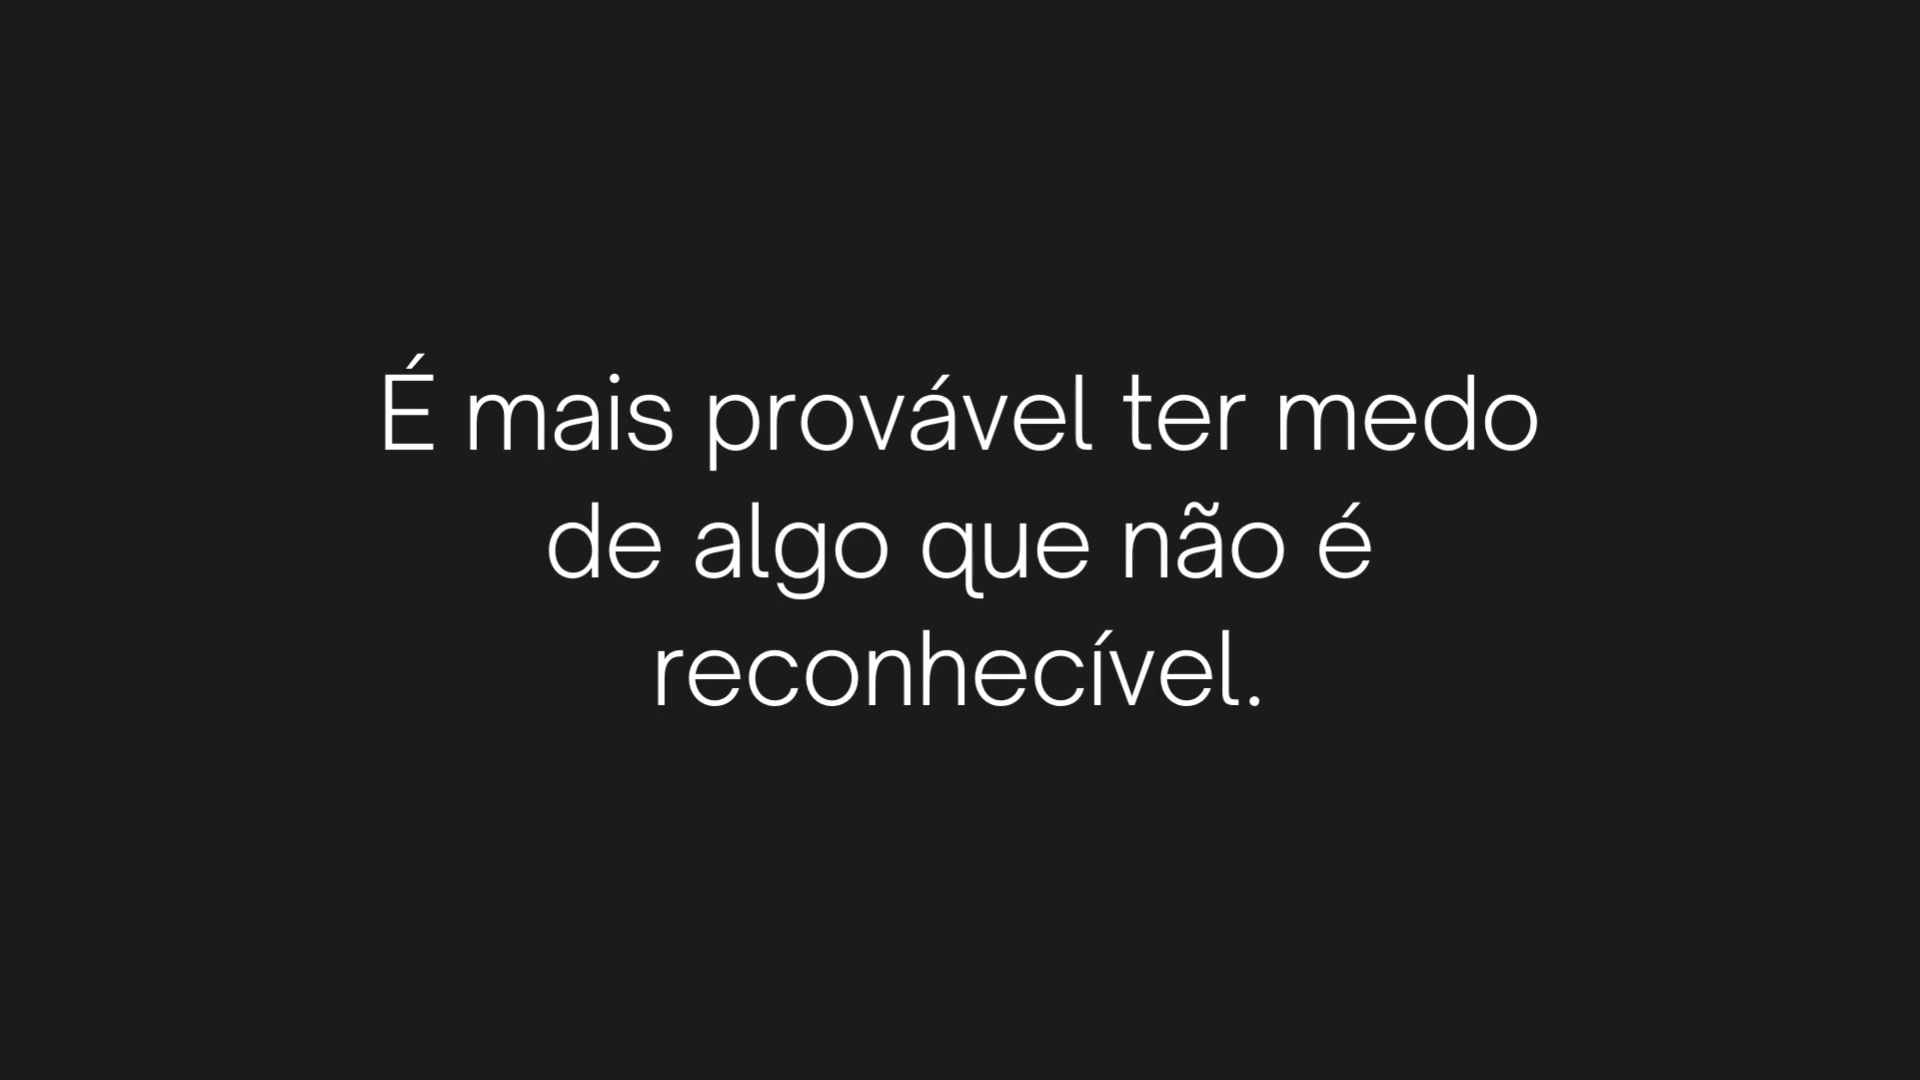 É mais provável ter medo
de algo que não é
reconhecível.